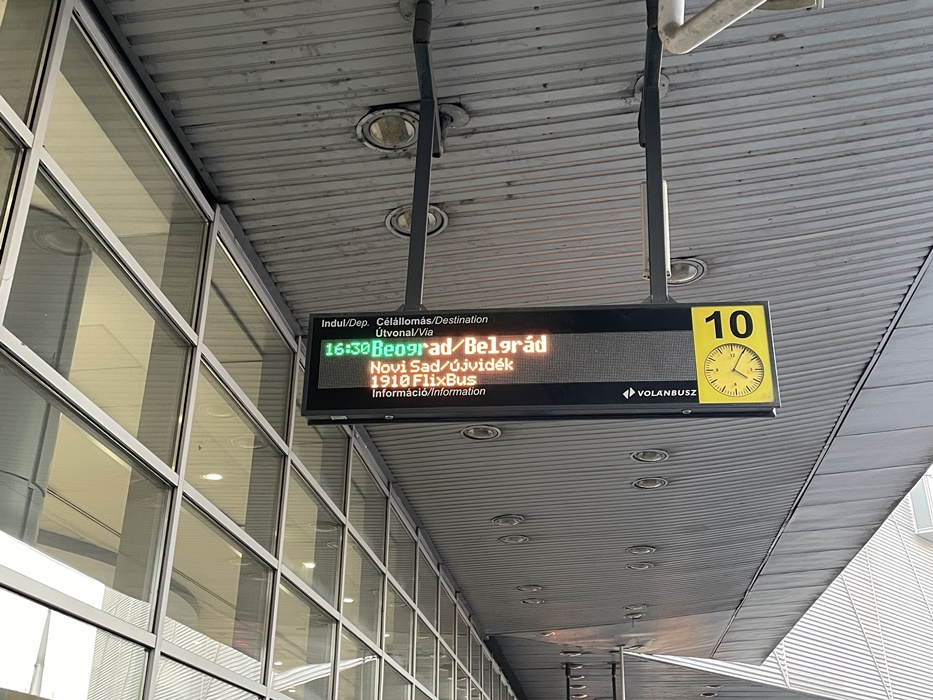 Indul/Dep. Célállomás/Destination
Útvonal/Via
16:30 Beograd/Belgrád
Novi Sad/Újvidék
1910 FlixBus
Információ/Information
VOLÁNBUSZ
10